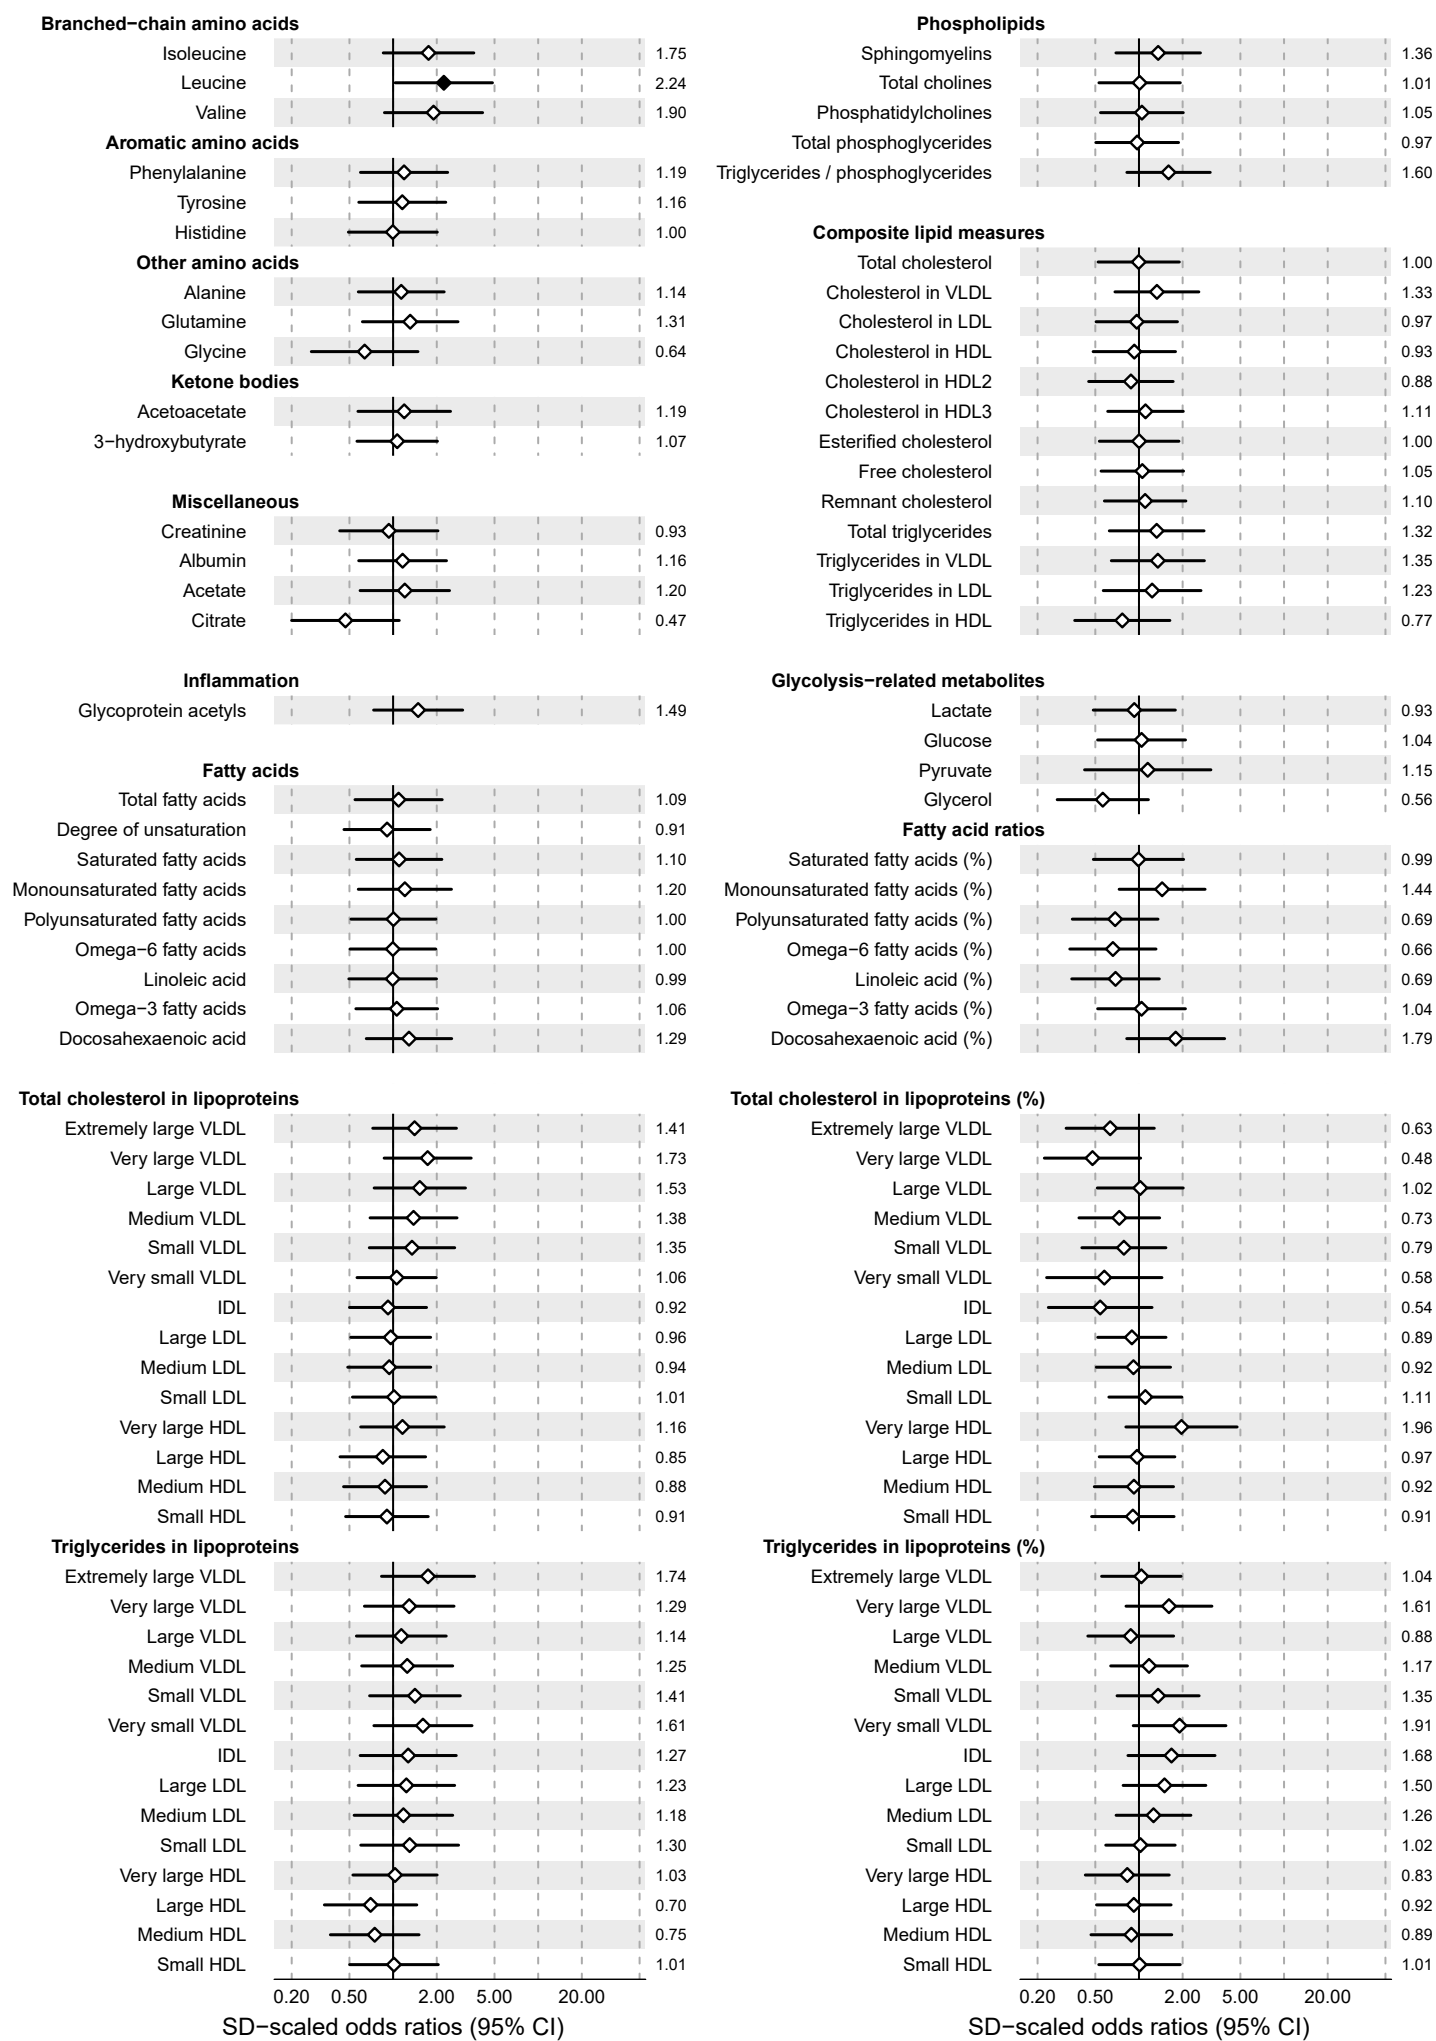 Branched−chain amino acids
Isoleucine 1.75
Leucine 2.24
Valine 1.90
Aromatic amino acids
Phenylalanine 1.19
Tyrosine 1.16
Histidine 1.00
Other amino acids
Alanine 1.14
Glutamine 1.31
Glycine 0.64
Ketone bodies
Acetoacetate 1.19
3−hydroxybutyrate 1.07
Miscellaneous
Creatinine 0.93
Albumin 1.16
Acetate 1.20
Citrate 0.47
Inflammation
Glycoprotein acetyls 1.49
Fatty acids
Total fatty acids 1.09
Degree of unsaturation 0.91
Saturated fatty acids 1.10
Monounsaturated fatty acids 1.20
Polyunsaturated fatty acids 1.00
Omega−6 fatty acids 1.00
Linoleic acid 0.99
Omega−3 fatty acids 1.06
Docosahexaenoic acid 1.29
Total cholesterol in lipoproteins
Extremely large VLDL 1.41
Very large VLDL 1.73
Large VLDL 1.53
Medium VLDL 1.38
Small VLDL 1.35
Very small VLDL 1.06
IDL 0.92
Large LDL 0.96
Medium LDL 0.94
Small LDL 1.01
Very large HDL 1.16
Large HDL 0.85
Medium HDL 0.88
Small HDL 0.91
Triglycerides in lipoproteins
Extremely large VLDL 1.74
Very large VLDL 1.29
Large VLDL 1.14
Medium VLDL 1.25
Small VLDL 1.41
Very small VLDL 1.61
IDL 1.27
Large LDL 1.23
Medium LDL 1.18
Small LDL 1.30
Very large HDL 1.03
Large HDL 0.70
Medium HDL 0.75
Small HDL 1.01
0.20 0.50 2.00 5.00 20.00
SD−scaled odds ratios (95% CI)
Phospholipids
Sphingomyelins 1.36
Total cholines 1.01
Phosphatidylcholines 1.05
Total phosphoglycerides 0.97
Triglycerides / phosphoglycerides 1.60
Composite lipid measures
Total cholesterol 1.00
Cholesterol in VLDL 1.33
Cholesterol in LDL 0.97
Cholesterol in HDL 0.93
Cholesterol in HDL2 0.88
Cholesterol in HDL3 1.11
Esterified cholesterol 1.00
Free cholesterol 1.05
Remnant cholesterol 1.10
Total triglycerides 1.32
Triglycerides in VLDL 1.35
Triglycerides in LDL 1.23
Triglycerides in HDL 0.77
Glycolysis−related metabolites
Lactate 0.93
Glucose 1.04
Pyruvate 1.15
Glycerol 0.56
Fatty acid ratios
Saturated fatty acids (%) 0.99
Monounsaturated fatty acids (%) 1.44
Polyunsaturated fatty acids (%) 0.69
Omega−6 fatty acids (%) 0.66
Linoleic acid (%) 0.69
Omega−3 fatty acids (%) 1.04
Docosahexaenoic acid (%) 1.79
Total cholesterol in lipoproteins (%)
Extremely large VLDL 0.63
Very large VLDL 0.48
Large VLDL 1.02
Medium VLDL 0.73
Small VLDL 0.79
Very small VLDL 0.58
IDL 0.54
Large LDL 0.89
Medium LDL 0.92
Small LDL 1.11
Very large HDL 1.96
Large HDL 0.97
Medium HDL 0.92
Small HDL 0.91
Triglycerides in lipoproteins (%)
Extremely large VLDL 1.04
Very large VLDL 1.61
Large VLDL 0.88
Medium VLDL 1.17
Small VLDL 1.35
Very small VLDL 1.91
IDL 1.68
Large LDL 1.50
Medium LDL 1.26
Small LDL 1.02
Very large HDL 0.83
Large HDL 0.92
Medium HDL 0.89
Small HDL 1.01
0.20 0.50 2.00 5.00 20.00
SD−scaled odds ratios (95% CI)